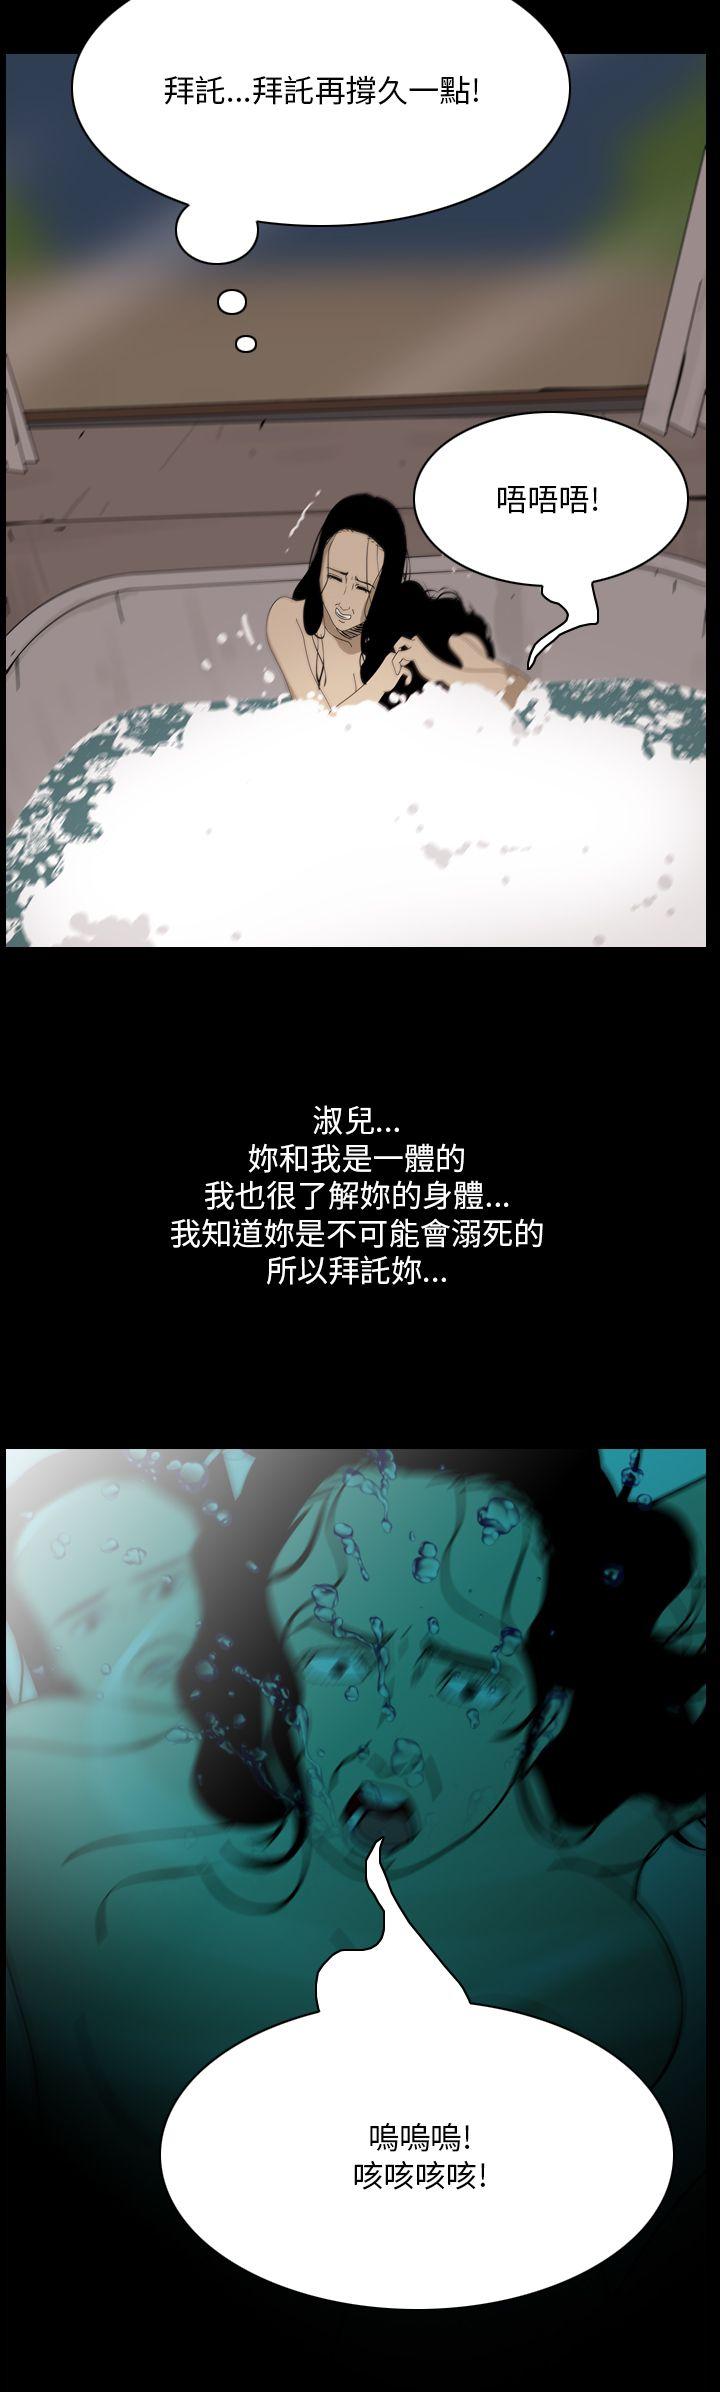 拜託...拜託再撐久一點!
唔唔唔!
淑兒...
妳和我是一體的
我也很了解妳的身體...
我知道妳是不可能會溺死的
所以拜託妳...
嗚嗚嗚!
咳咳咳咳!